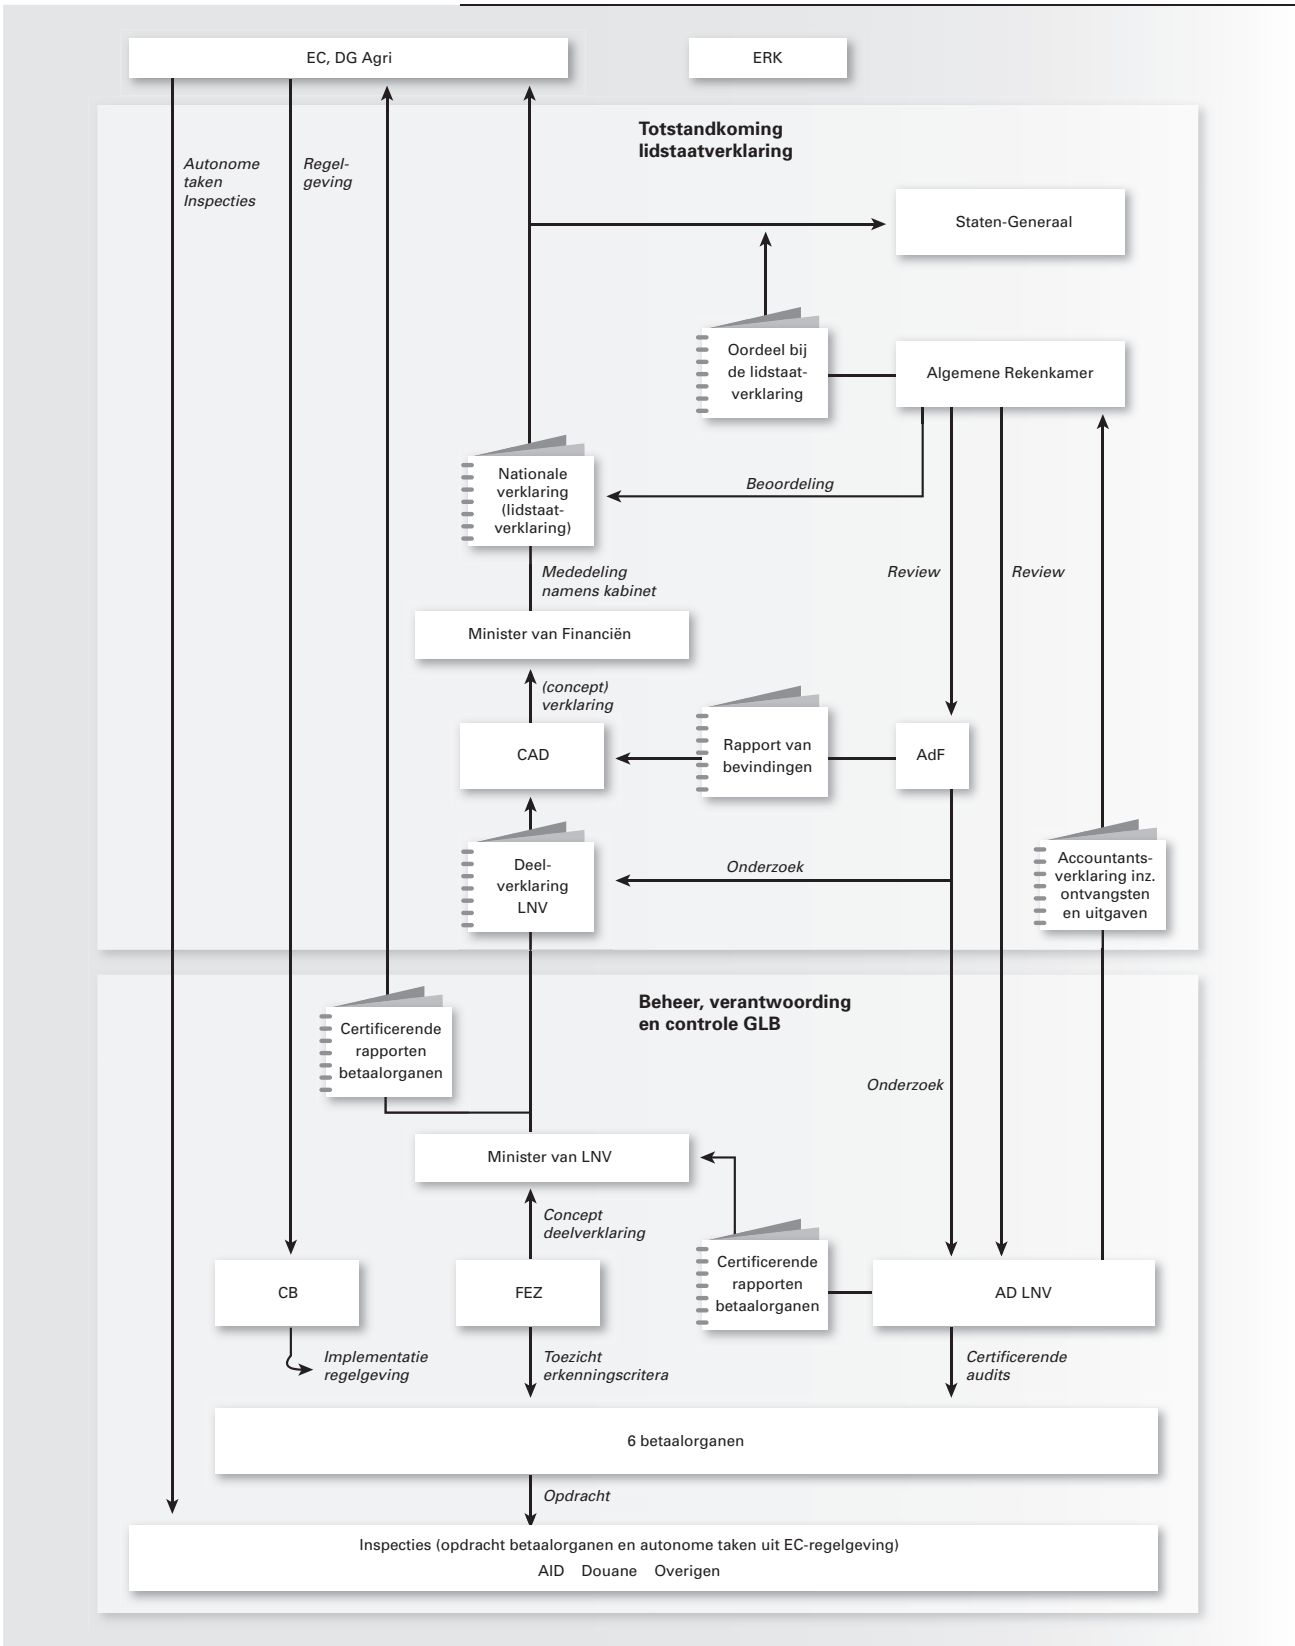 EC, DG Agri
ERK
Totstandkoming
lidstaatverklaring
Autonome
taken
Inspecties
Regel-
geving
Staten-Generaal
Oordeel bij
de lidstaat-
verklaring
Algemene Rekenkamer
Nationale
verklaring
(lidstaat-
verklaring)
Beoordeling
Mededeling
namens kabinet
Review
Review
Minister van Financiën
(concept)
verklaring
CAD
Rapport van
bevindingen
AdF
Deel-
verklaring
LNV
Onderzoek
Accountants-
verklaring inz.
ontvangsten
en uitgaven
Beheer, verantwoording
en controle GLB
Certificerende
rapporten
betaalorganen
Onderzoek
Minister van LNV
Concept
deelverklaring
CB
FEZ
Certificerende
rapporten
betaalorganen
AD LNV
Implementatie
regelgeving
Toezicht
erkenningscritera
Certificerende
audits
6 betaalorganen
Opdracht
Inspecties (opdracht betaalorganen en autonome taken uit EC-regelgeving)
AID Douane Overigen